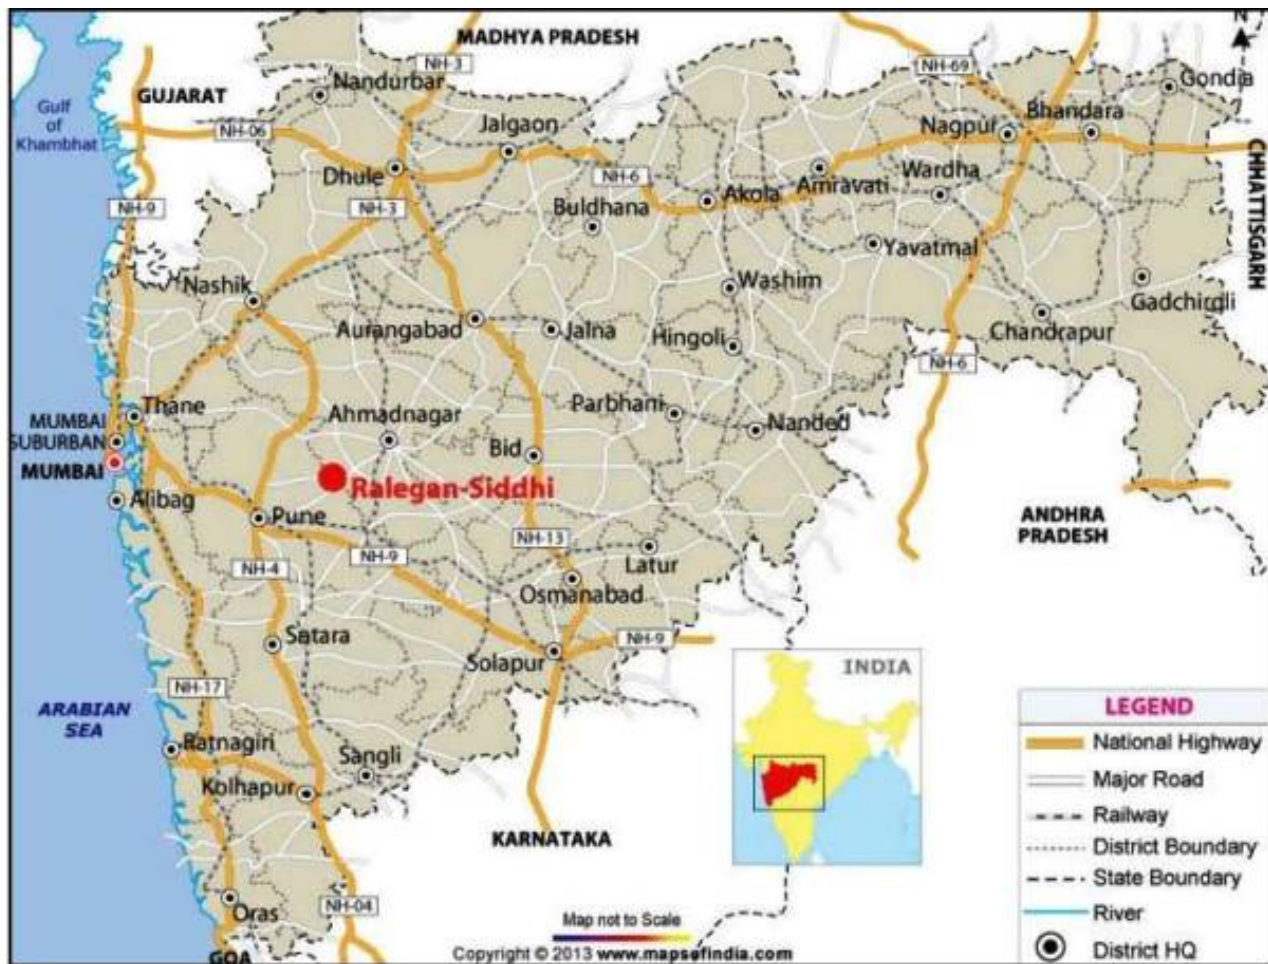 N
MADHYA PRADESH
NH-3
NH-69
Gondia
Nandurbar
GUJARAT
Bhandara
Gulf
of
Khambhat
NH-06
Jalgaon
Nagpur
CHHATTISGARH
Dhule
NH-6
Amravati
Wardha
Akola
NH-9
NH-3
Buldhana
Yavatmal
Washim
Nashik
Gadchiroli
Aurangabad
Jalna
Hingoli
Chandrapur
NH-6
Thane
Ahmadnagar
Parbhani
MUMBAI
SUBURBAN
Nanded
Bid
MUMBAI
Ralegan-Siddhi
Alibag
Pune
ANDHRA
PRADESH
NH-13
NH-9
NH-4
Latur
Osmanabad
Satara
NH-9
Solapur
INDIA
NH-17
ARABIAN
SEA
LEGEND
National Highway
Ratnagiri
Sangli
Major Road
Kolhapur
Railway
KARNATAKA
District Boundary
State Boundary
NH-04
Oras
River
Map not to Scale
District HQ
Copyright © 2013 www.mapsofindia.com
GOA